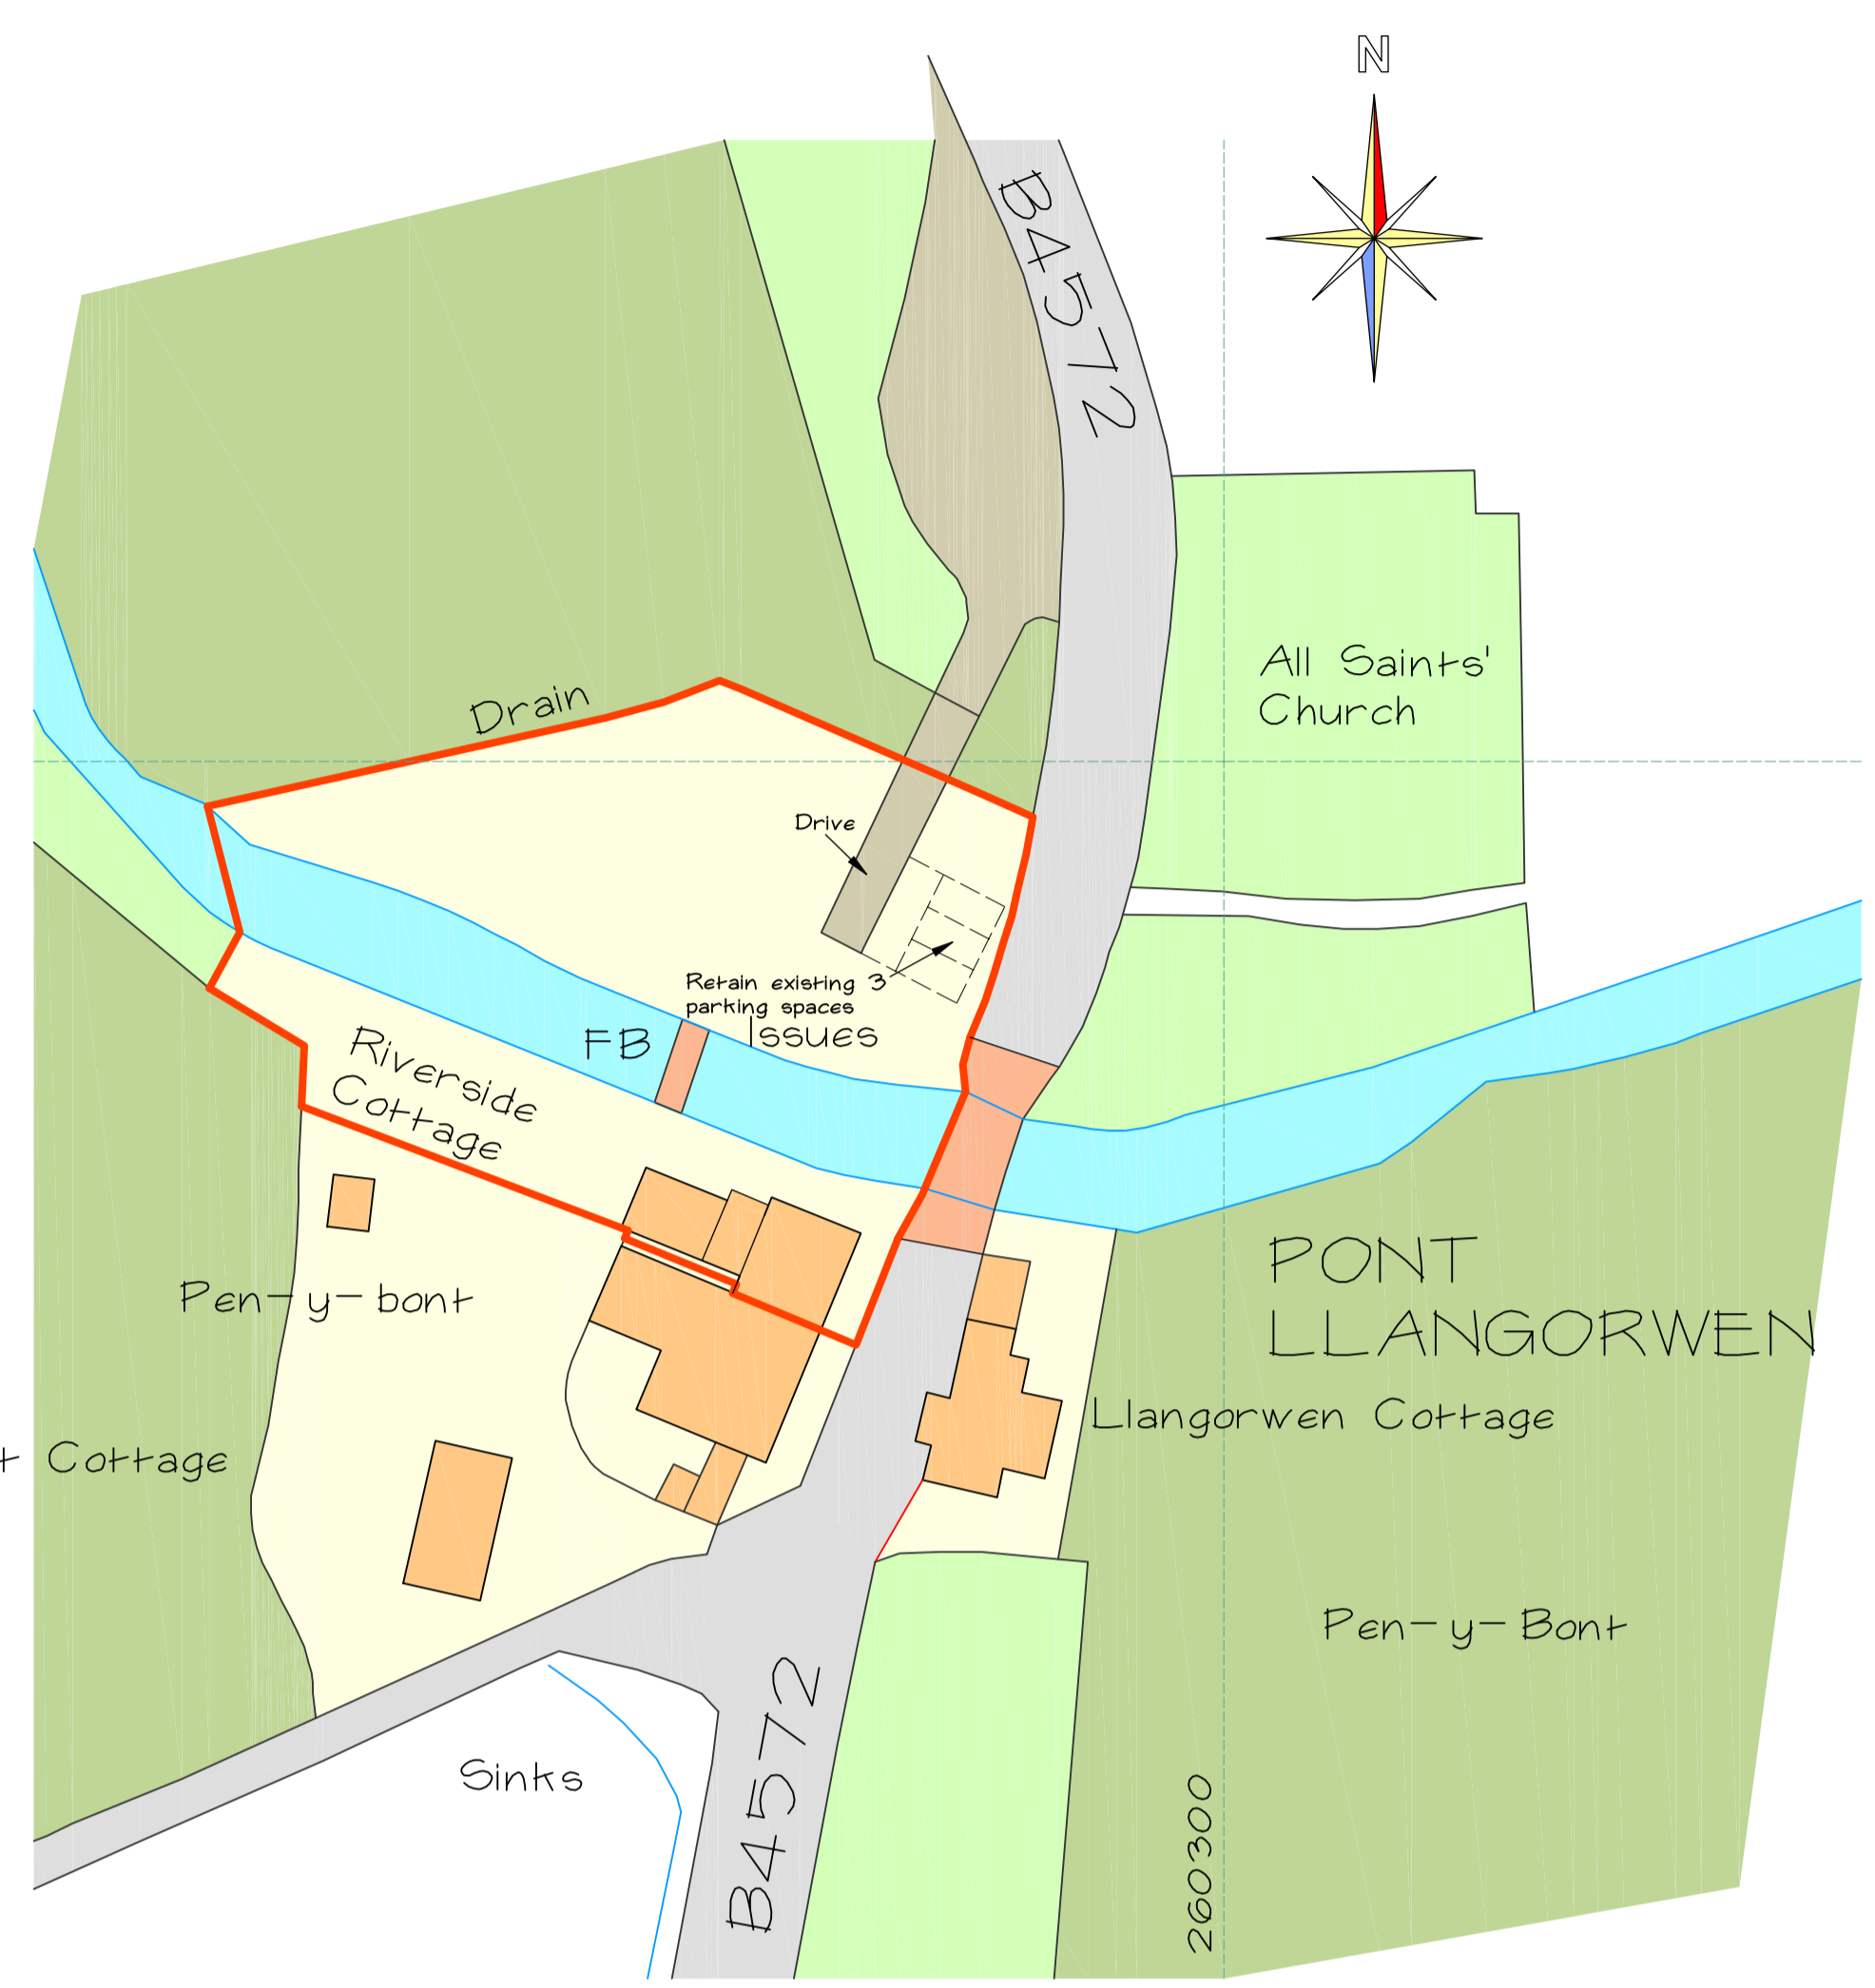 N
B4572
All Saints'
Church
Drain
Drive
Retain existing 3
parking spaces
Issues
FB
Riverside
Cottage
Pen-y-bont
PONT
LLANGORWEN
Llangorwen Cottage
t Cottage
Pen-y-Bont
Sinks
B4572
260300